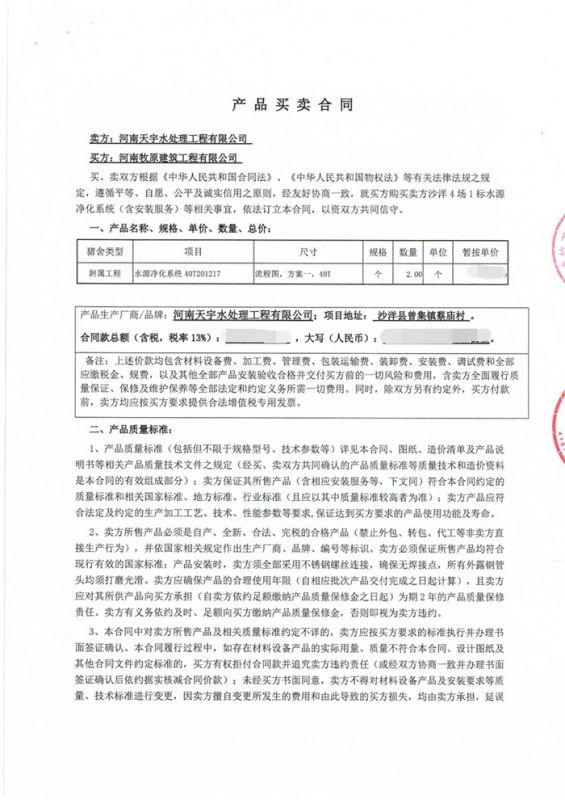 产品买卖合同
卖方：河南天宇水处理工程有限公司
买方：河南牧原建筑工程有限公司
买、卖双方根据《中华人民共和国合同法》、《中华人民共和国物权法》等有关法律法规之规
定，遵循平等、自愿、公平及诚实信用之原则，经友好协商一致，就买方购买卖方沙洋4场1标水源
净化系统（含安装服务）等相关事宜，依法订立本合同，以资双方共同信守。
一、产品名称、规格、单价、数量、总价：
猪舍类型 项目 尺寸 规格 数量 单位 暂按单价
附属工程 水源净化系统40T201217 流程图，方案一，40T 个 2.00 个
产品生产厂商/品牌：河南天宇水处理工程有限公司；项目地址： 沙洋县曾集镇蔡庙村 。
合同款总额（含税，税率13%）： ，大写（人民币）：
备注：上述价款均包含材料设备费、加工费、管理费、包装运输费、装卸费、安装费、调试费和全部
应缴税金、规费，以及其他全部产品安装验收合格并交付买方前的一切风险和费用，含卖方全面履行质
量保证、保修及维护保养等全部法定和约定义务所需一切费用。同时，除双方另有约定外，买方付款
前，卖方均应按买方要求提供合法增值税专用发票。
二、产品质量标准：
1、产品质量标准（包括但不限于规格型号、技术参数等）详见本合同、图纸、造价清单及产品说
明书等相关产品质量技术文件之规定（经买、卖双方共同确认的产品质量标准等质量技术和造价资料
是本合同的有效组成部分）；卖方保证其所售产品（含相应安装服务等，下文同）符合本合同约定的
质量标准和相关国家标准、地方标准、行业标准（且应以其中质量标准较高者为准）；卖方产品应符
合法定及约定的生产加工工艺、技术、性能参数等要求,保证达到买方要求的产品使用功能及寿命。
2、卖方所售产品必须是自产、全新、合法、完税的合格产品（禁止外包、转包、代工等非卖方直
接生产行为），并依国家相关规定作出生产厂商、品牌、编号等标识。卖方必须保证所售产品均符合
现行有效的国家标准；产品安装时，卖方须全部采用不锈钢螺丝连接，确保无焊接点，所有外露钢管
头均须打磨光滑。卖方应确保产品的合理使用年限（自相应批次产品交付完成之日起计算），且卖方
应对其所供产品向买方承担（自卖方依约足额缴纳产品质量保修金之日起）为期2年的产品质量保修
责任。卖方有义务依约及时、足额向买方缴纳产品质量保修金，否则即视为卖方违约。
3、本合同中对卖方所售产品及相关质量标准约定不详的，卖方应按买方要求的标准执行并办理书
面签证确认。本合同履行过程中，如存在材料设备产品的实际用量、质量不符合本合同、设计图纸及
其他合同文件约定标准的，买方有权拒付合同款并追究卖方违约责任（或经双方协商一致并办理书面
签证确认后依约据实核减合同价款）；未经买方书面同意，卖方不得对材料设备产品及安装要求等质
量、技术标准进行变更，因卖方擅自变更所发生的费用和由此导致的买方损失，均由卖方承担，延误